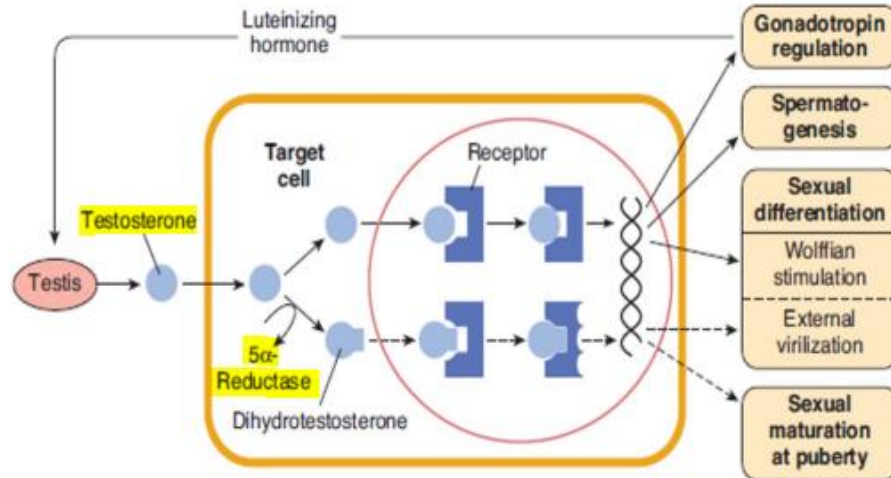 Luteinizing
hormone
Gonadotropin
regulation
Spermato-
genesis
Target
cell
Receptor
Sexual
differentiation
Testosterone
Wolffian
stimulation
Testis
External
virilization
5α-
Reductase
Dihydrotestosterone
Sexual
maturation
at puberty